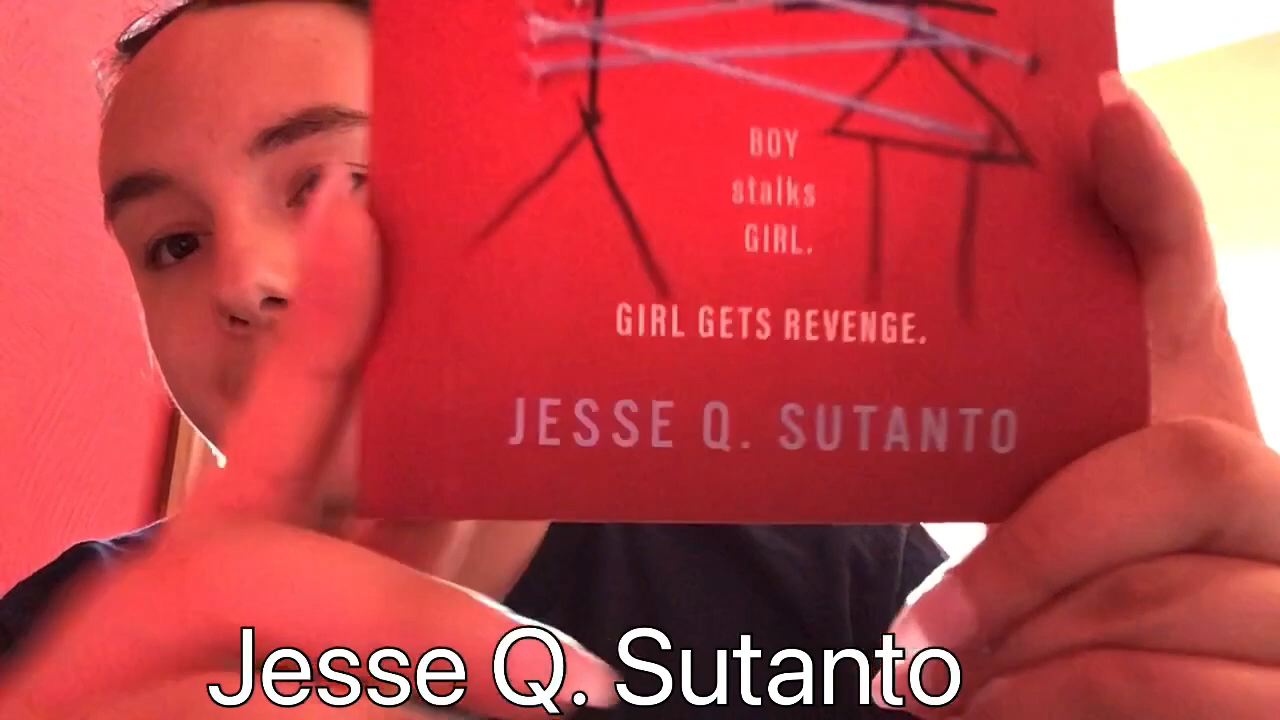 BOY
stalks
GIRL.
GIRL GETS REVENGE.
JESSE Q. SUTANTO
Jesse Q. Sutanto